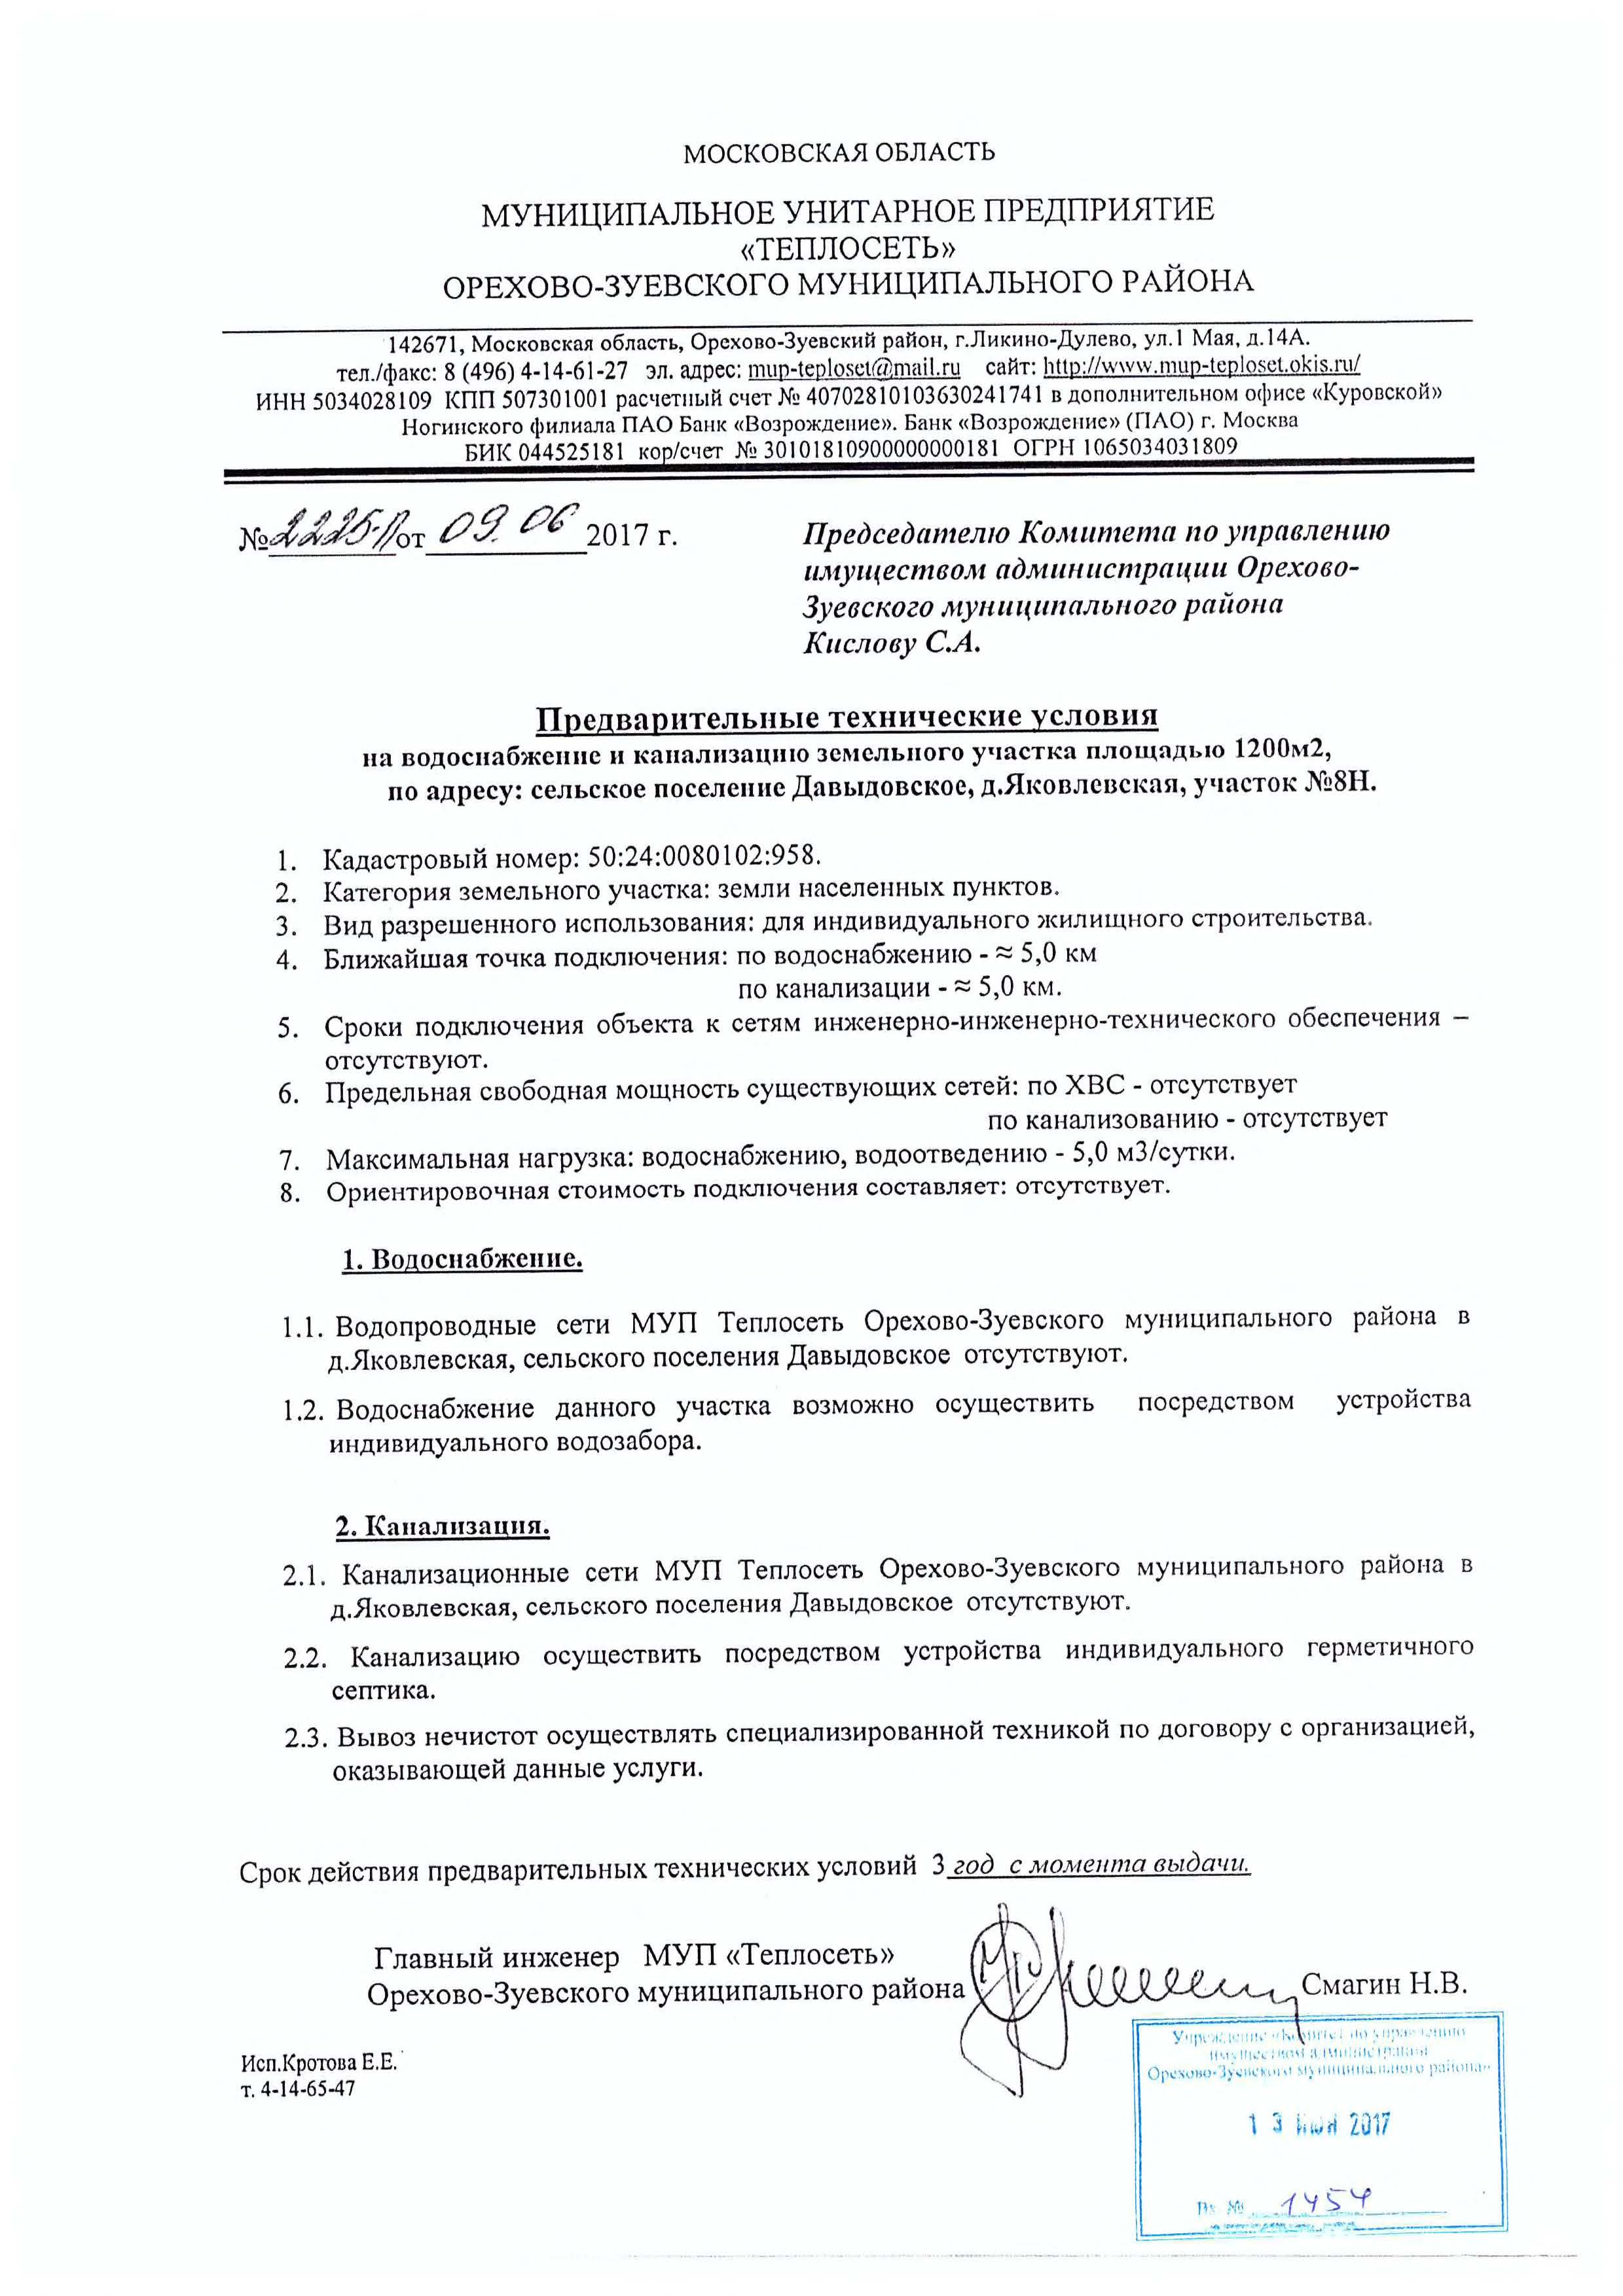 МОСКОВСКАЯ ОБЛАСТЬ
МУНИЦИПАЛЬНОЕ УНИТАРНОЕ ПРЕДПРИЯТИЕ
«ТЕПЛОСЕТЬ»
ОРЕХОВО-ЗУЕВСКОГО МУНИЦИПАЛЬНОГО РАЙОНА
142671, Московская область, Орехово-Зуевский район, г.Ликино-Дулево, ул.1 Мая, д.14А.
тел./факс: 8 (496) 4-14-61-27 эл. адрес: mup-teploset@mail.ru сайт: http://www.mup-teploset.okis.ru/
ИНН 5034028109 КПП 507301001 расчетный счет № 40702810103630241741 в дополнительном офисе «Куровской»
Ногинского филиала ПАО Банк «Возрождение». Банк «Возрождение» (ПАО) г. Москва
БИК 044525181 кор/счет № 30101810900000000181 ОГРН 1065034031809
№ 2225-Л от 09.06 2017 г.
Председателю Комитета по управлению
имуществом администрации Орехово-
Зуевского муниципального района
Кислову С.А.
Предварительные технические условия
на водоснабжение и канализацию земельного участка площадью 1200м2,
по адресу: сельское поселение Давыдовское, д.Яковлевская, участок №8Н.
1. Кадастровый номер: 50:24:0080102:958.
2. Категория земельного участка: земли населенных пунктов.
3. Вид разрешенного использования: для индивидуального жилищного строительства.
4. Ближайшая точка подключения: по водоснабжению - ≈ 5,0 км
по канализации - ≈ 5,0 км.
5. Сроки подключения объекта к сетям инженерно-инженерно-технического обеспечения –
отсутствуют.
6. Предельная свободная мощность существующих сетей: по ХВС - отсутствует
по канализованию - отсутствует
7. Максимальная нагрузка: водоснабжению, водоотведению - 5,0 м3/сутки.
8. Ориентировочная стоимость подключения составляет: отсутствует.
1. Водоснабжение.
1.1. Водопроводные сети МУП Теплосеть Орехово-Зуевского муниципального района в
д.Яковлевская, сельского поселения Давыдовское отсутствуют.
1.2. Водоснабжение данного участка возможно осуществить посредством устройства
индивидуального водозабора.
2. Канализация.
2.1. Канализационные сети МУП Теплосеть Орехово-Зуевского муниципального района в
д.Яковлевская, сельского поселения Давыдовское отсутствуют.
2.2. Канализацию осуществить посредством устройства индивидуального герметичного
септика.
2.3. Вывоз нечистот осуществлять специализированной техникой по договору с организацией,
оказывающей данные услуги.
Срок действия предварительных технических условий 3 год с момента выдачи.
Главный инженер МУП «Теплосеть»
Орехово-Зуевского муниципального района Смагин Н.В.
Исп.Кротова Е.Е.
т. 4-14-65-47
Учреждение «Комитет по управлению
имуществом администрации
Орехово-Зуевского муниципального района»
13 ИЮН 2017
Вх № 1454